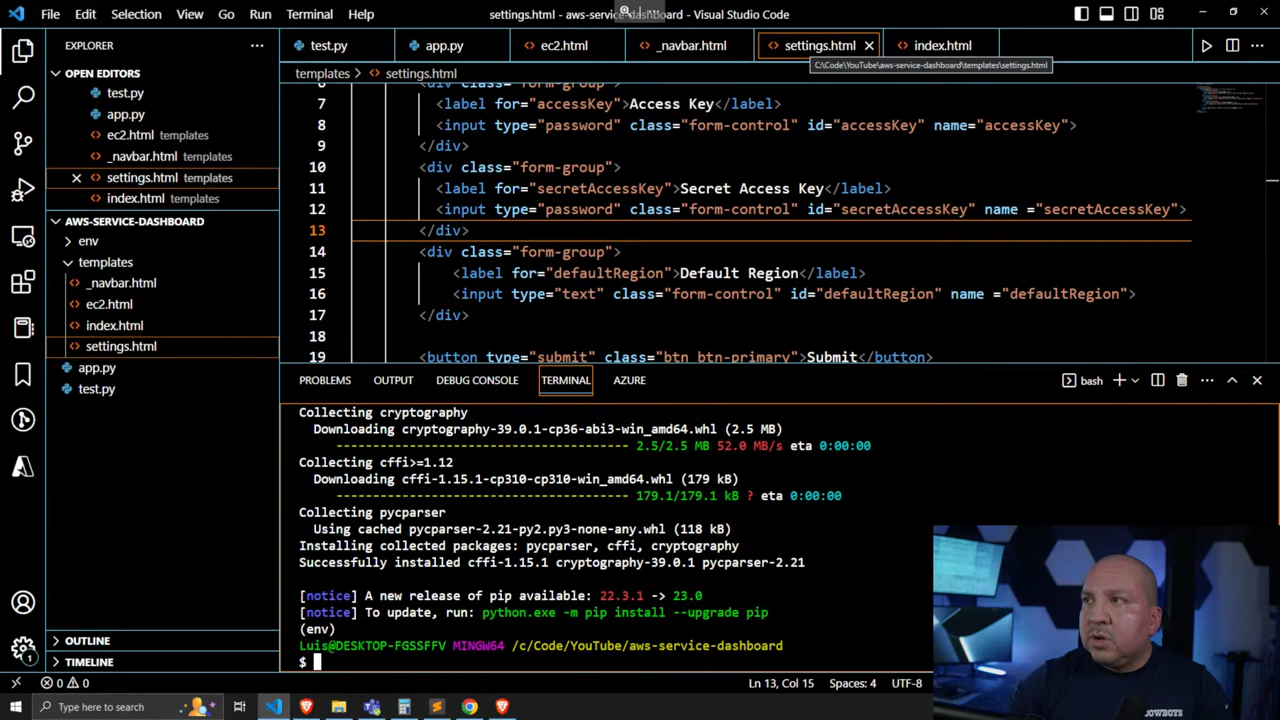 File Edit Selection View Go Run Terminal Help
settings.html - aws-service-dashboard - Visual Studio Code
EXPLORER
test.py
app.py
ec2.html
_navbar.html
settings.html
index.html
C:\Code\YouTube\aws-service-dashboard\templates\settings.html
templates > settings.html
OPEN EDITORS
test.py
app.py
ec2.html templates
_navbar.html templates
settings.html templates
index.html templates
AWS-SERVICE-DASHBOARD
env
templates
_navbar.html
ec2.html
index.html
settings.html
app.py
test.py
OUTLINE
TIMELINE
6 <div class="form-group">
7 <label for="accessKey">Access Key</label>
8 <input type="password" class="form-control" id="accessKey" name="accessKey">
9 </div>
10 <div class="form-group">
11 <label for="secretAccessKey">Secret Access Key</label>
12 <input type="password" class="form-control" id="secretAccessKey" name ="secretAccessKey">
13 </div>
14 <div class="form-group">
15 <label for="defaultRegion">Default Region</label>
16 <input type="text" class="form-control" id="defaultRegion" name ="defaultRegion">
17 </div>
18
19 <button type="submit" class="btn btn-primary">Submit</button>
PROBLEMS OUTPUT DEBUG CONSOLE TERMINAL AZURE
bash
Collecting cryptography
Downloading cryptography-39.0.1-cp36-abi3-win_amd64.whl (2.5 MB)
---------------------------------------- 2.5/2.5 MB 52.0 MB/s eta 0:00:00
Collecting cffi>=1.12
Downloading cffi-1.15.1-cp310-cp310-win_amd64.whl (179 kB)
---------------------------------------- 179.1/179.1 kB ? eta 0:00:00
Collecting pycparser
Using cached pycparser-2.21-py2.py3-none-any.whl (118 kB)
Installing collected packages: pycparser, cffi, cryptography
Successfully installed cffi-1.15.1 cryptography-39.0.1 pycparser-2.21
[notice] A new release of pip available: 22.3.1 -> 23.0
[notice] To update, run: python.exe -m pip install --upgrade pip
(env)
Luis@DESKTOP-FGSSFFV MINGW64 /c/Code/YouTube/aws-service-dashboard
$
JOWBOYS
1
0 0
Ln 13, Col 15 Spaces: 4 UTF-8
Type here to search